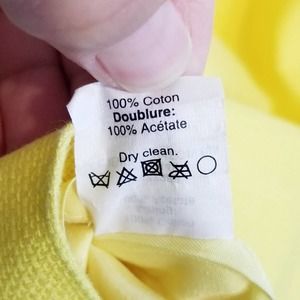 100% Coton
Doublure:
100% Acétate
Dry clean.